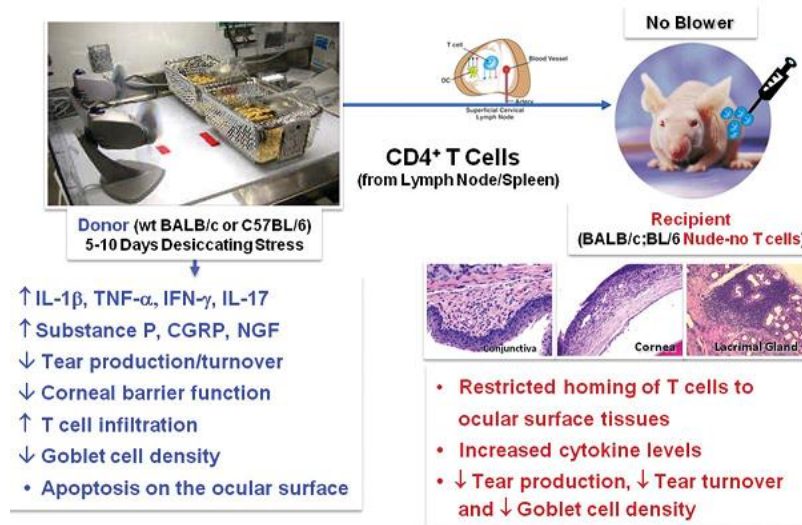 No Blower
T cell
Blood Vessel
DC
Artery
Superficial Cervical
Lymph Node
CD4+ T Cells
(from Lymph Node/Spleen)
Donor (wt BALB/c or C57BL/6)
5-10 Days Desiccating Stress
Recipient
(BALB/c;BL/6 Nude-no T cells)
↑ IL-1β, TNF-α, IFN-γ, IL-17
↑ Substance P, CGRP, NGF
↓ Tear production/turnover
↓ Corneal barrier function
↑ T cell infiltration
↓ Goblet cell density
• Apoptosis on the ocular surface
Conjunctiva
Cornea
Lacrimal Gland
• Restricted homing of T cells to
ocular surface tissues
• Increased cytokine levels
• ↓ Tear production, ↓ Tear turnover
and ↓ Goblet cell density